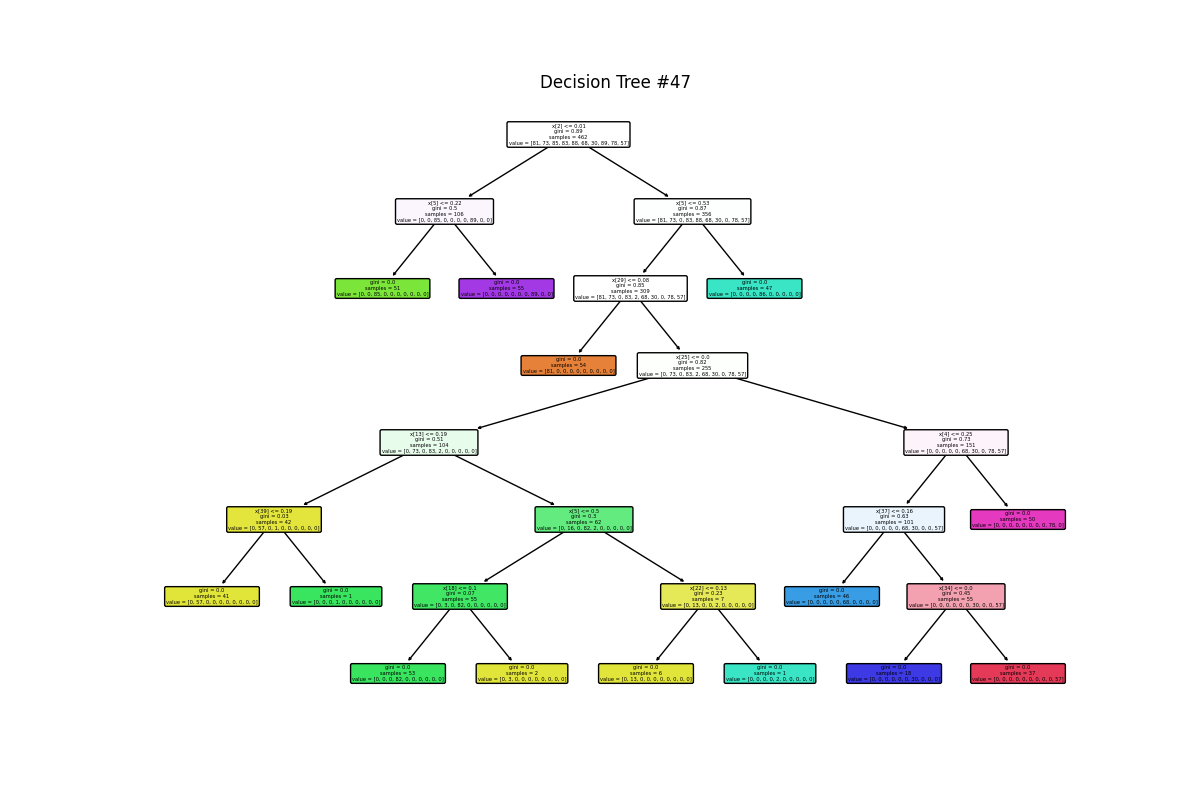 Decision Tree #47
x[2] <= 0.01
gini = 0.89
samples = 462
value = [81, 73, 85, 83, 88, 68, 30, 89, 78, 57]
x[5] <= 0.22
gini = 0.5
samples = 106
value = [0, 0, 85, 0, 0, 0, 0, 89, 0, 0]
x[5] <= 0.53
gini = 0.87
samples = 356
value = [81, 73, 0, 83, 88, 68, 30, 0, 78, 57]
gini = 0.0
samples = 51
value = [0, 0, 85, 0, 0, 0, 0, 0, 0, 0]
gini = 0.0
samples = 55
value = [0, 0, 0, 0, 0, 0, 0, 89, 0, 0]
x[29] <= 0.08
gini = 0.85
samples = 309
value = [81, 73, 0, 83, 2, 68, 30, 0, 78, 57]
gini = 0.0
samples = 47
value = [0, 0, 0, 0, 86, 0, 0, 0, 0, 0]
gini = 0.0
samples = 54
value = [81, 0, 0, 0, 0, 0, 0, 0, 0, 0]
x[25] <= 0.0
gini = 0.82
samples = 255
value = [0, 73, 0, 83, 2, 68, 30, 0, 78, 57]
x[13] <= 0.19
gini = 0.51
samples = 104
value = [0, 73, 0, 83, 2, 0, 0, 0, 0, 0]
x[4] <= 0.25
gini = 0.73
samples = 151
value = [0, 0, 0, 0, 0, 68, 30, 0, 78, 57]
x[39] <= 0.19
gini = 0.03
samples = 42
value = [0, 57, 0, 1, 0, 0, 0, 0, 0, 0]
x[5] <= 0.5
gini = 0.3
samples = 62
value = [0, 16, 0, 82, 2, 0, 0, 0, 0, 0]
x[37] <= 0.16
gini = 0.63
samples = 101
value = [0, 0, 0, 0, 0, 68, 30, 0, 0, 57]
gini = 0.0
samples = 50
value = [0, 0, 0, 0, 0, 0, 0, 0, 78, 0]
gini = 0.0
samples = 41
value = [0, 57, 0, 0, 0, 0, 0, 0, 0, 0]
gini = 0.0
samples = 1
value = [0, 0, 0, 1, 0, 0, 0, 0, 0, 0]
x[18] <= 0.1
gini = 0.07
samples = 55
value = [0, 3, 0, 82, 0, 0, 0, 0, 0, 0]
x[22] <= 0.13
gini = 0.23
samples = 7
value = [0, 13, 0, 0, 2, 0, 0, 0, 0, 0]
gini = 0.0
samples = 46
value = [0, 0, 0, 0, 0, 68, 0, 0, 0, 0]
x[34] <= 0.0
gini = 0.45
samples = 55
value = [0, 0, 0, 0, 0, 0, 30, 0, 0, 57]
gini = 0.0
samples = 53
value = [0, 0, 0, 82, 0, 0, 0, 0, 0, 0]
gini = 0.0
samples = 2
value = [0, 3, 0, 0, 0, 0, 0, 0, 0, 0]
gini = 0.0
samples = 6
value = [0, 13, 0, 0, 0, 0, 0, 0, 0, 0]
gini = 0.0
samples = 1
value = [0, 0, 0, 0, 2, 0, 0, 0, 0, 0]
gini = 0.0
samples = 18
value = [0, 0, 0, 0, 0, 0, 30, 0, 0, 0]
gini = 0.0
samples = 37
value = [0, 0, 0, 0, 0, 0, 0, 0, 0, 57]